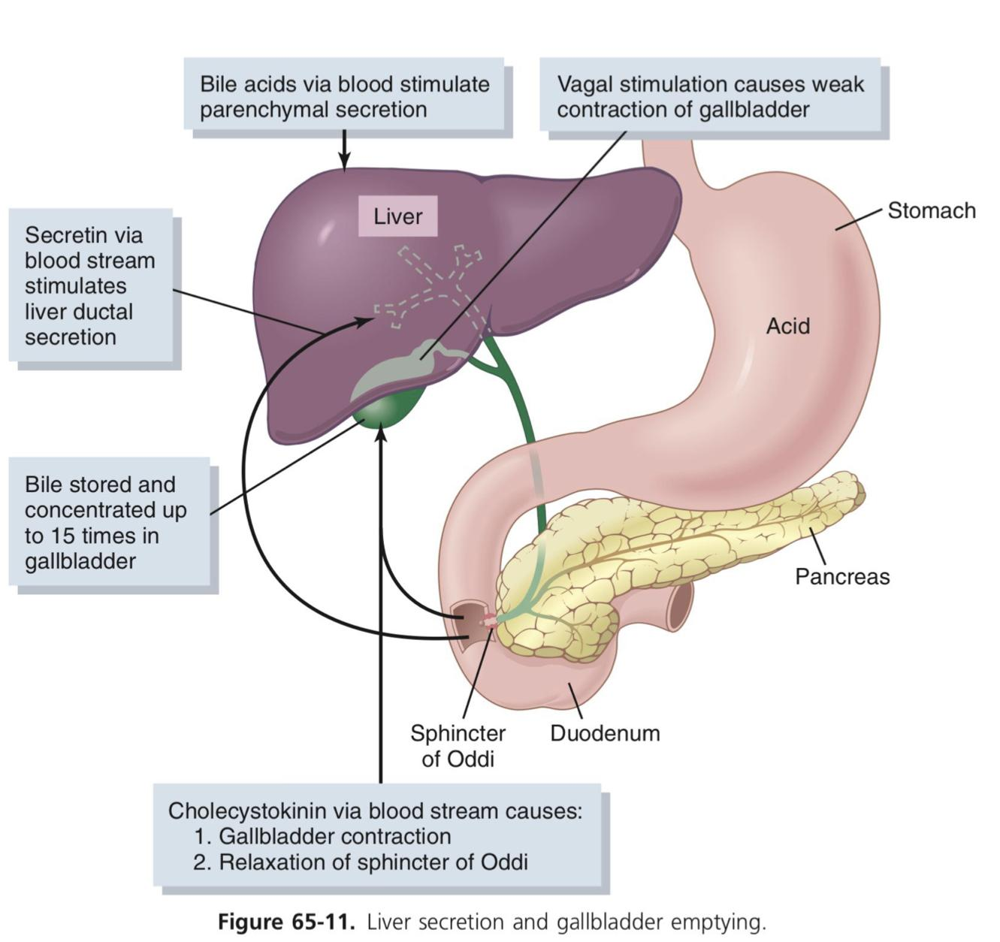 Bile acids via blood stimulate
parenchymal secretion
Vagal stimulation causes weak
contraction of gallbladder
Liver
Stomach
Secretin via
blood stream
stimulates
liver ductal
secretion
Acid
Bile stored and
concentrated up
to 15 times in
gallbladder
Pancreas
Sphincter
of Oddi
Duodenum
Cholecystokinin via blood stream causes:
1. Gallbladder contraction
2. Relaxation of sphincter of Oddi
Figure 65-11. Liver secretion and gallbladder emptying.